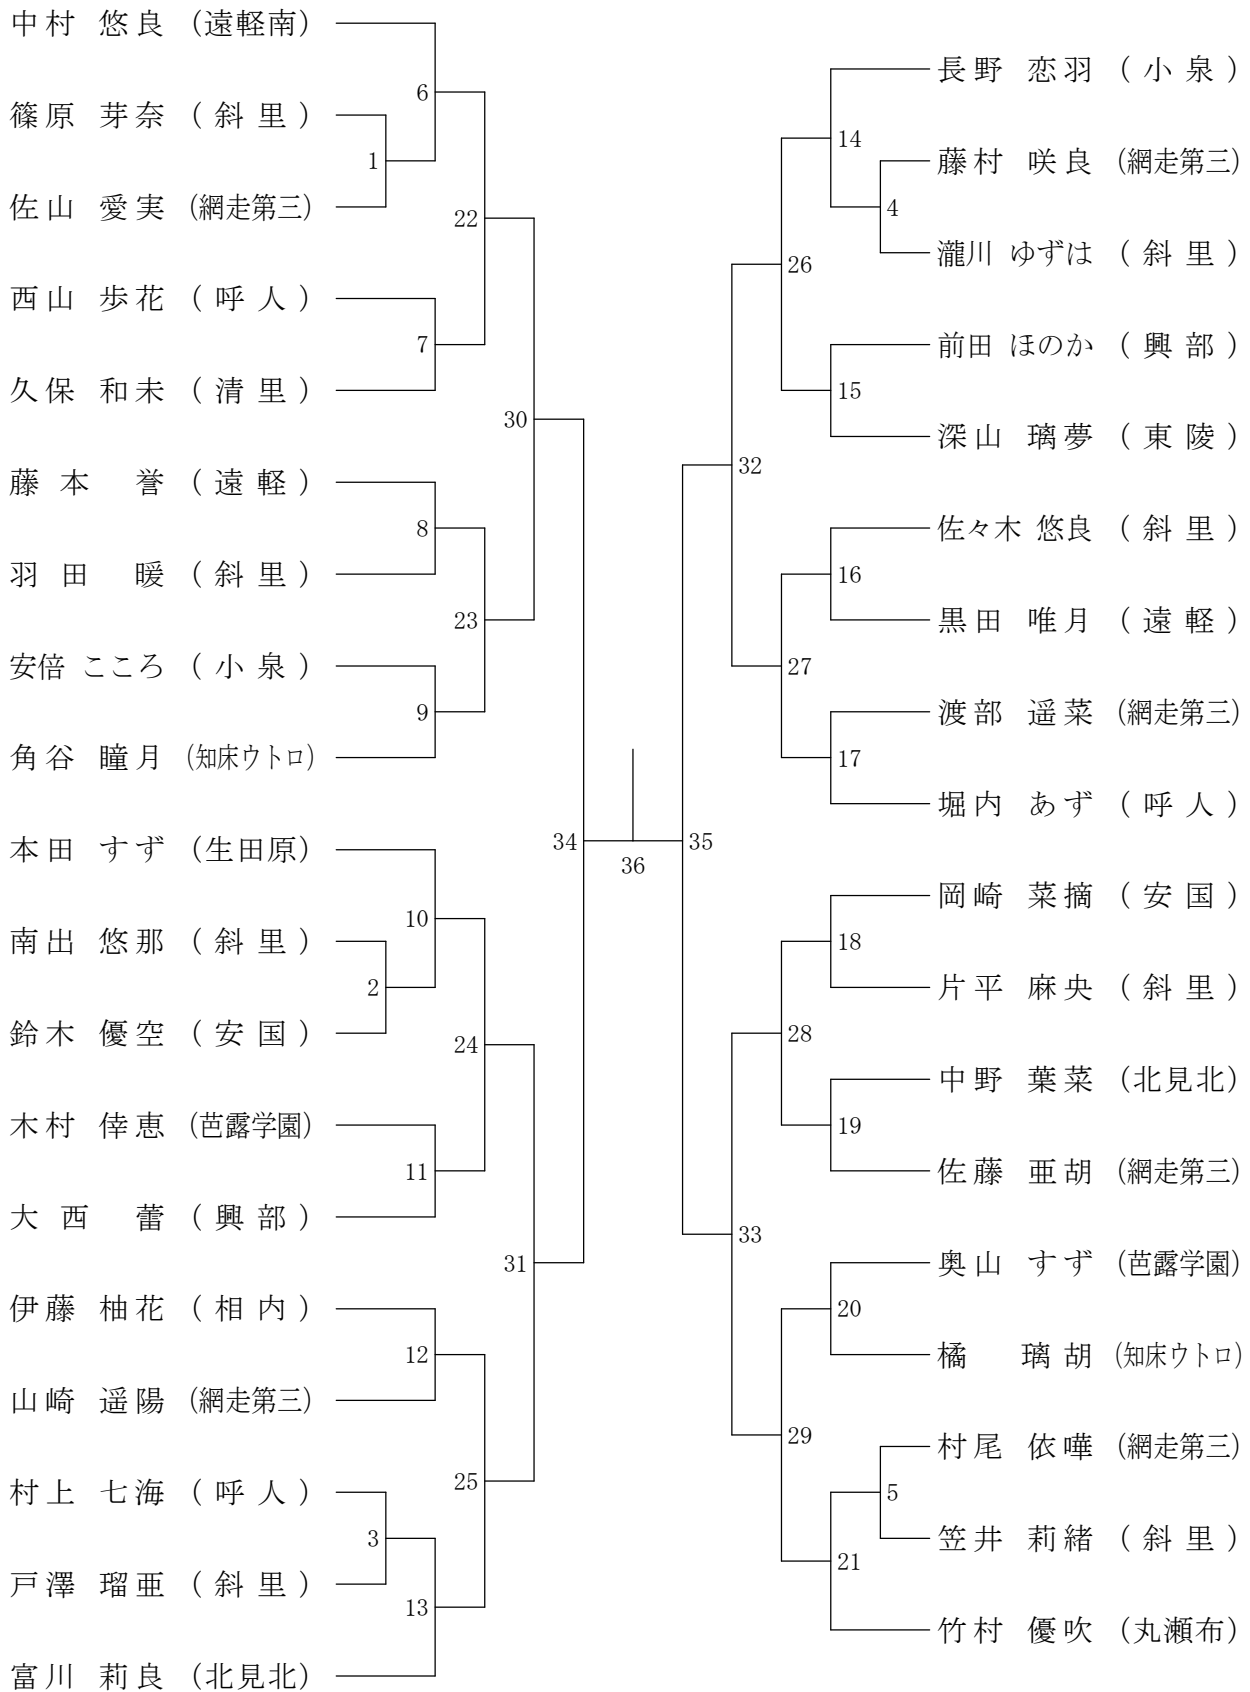 中村 悠良 (遠軽南)
篠原 芽奈 (斜里)
佐山 愛実 (網走第三)
西山 歩花 (呼人)
久保 和未 (清里)
藤本 誉 (遠軽)
羽田 暖 (斜里)
安倍 こころ (小泉)
角谷 瞳月 (知床ウトロ)
本田 すず (生田原)
南出 悠那 (斜里)
鈴木 優空 (安国)
木村 倖恵 (芭露学園)
大西 蕾 (興部)
伊藤 柚花 (相内)
山崎 遥陽 (網走第三)
村上 七海 (呼人)
戸澤 瑠亜 (斜里)
富川 莉良 (北見北)
1
2
3
6
7
8
9
10
11
12
13
22
23
24
25
30
31
34
36
35
32
33
26
27
28
29
14
15
16
17
18
19
20
21
4
5
長野 恋羽 (小泉)
藤村 咲良 (網走第三)
瀧川 ゆずは (斜里)
前田 ほのか (興部)
深山 璃夢 (東陵)
佐々木 悠良 (斜里)
黒田 唯月 (遠軽)
渡部 遥菜 (網走第三)
堀内 あず (呼人)
岡崎 菜摘 (安国)
片平 麻央 (斜里)
中野 葉菜 (北見北)
佐藤 亜胡 (網走第三)
奥山 すず (芭露学園)
橘 璃胡 (知床ウトロ)
村尾 依嘩 (網走第三)
笠井 莉緒 (斜里)
竹村 優吹 (丸瀬布)